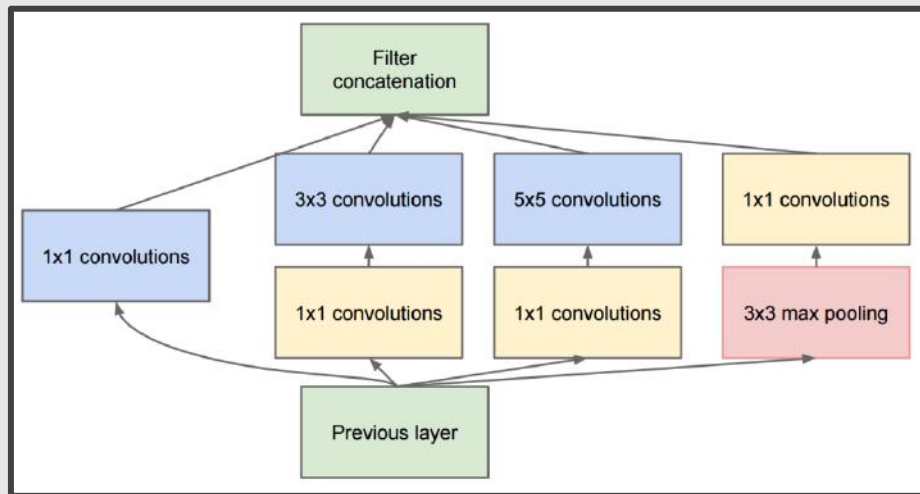 Filter
concatenation
3x3 convolutions
5x5 convolutions
1x1 convolutions
1x1 convolutions
1x1 convolutions
1x1 convolutions
3x3 max pooling
Previous layer